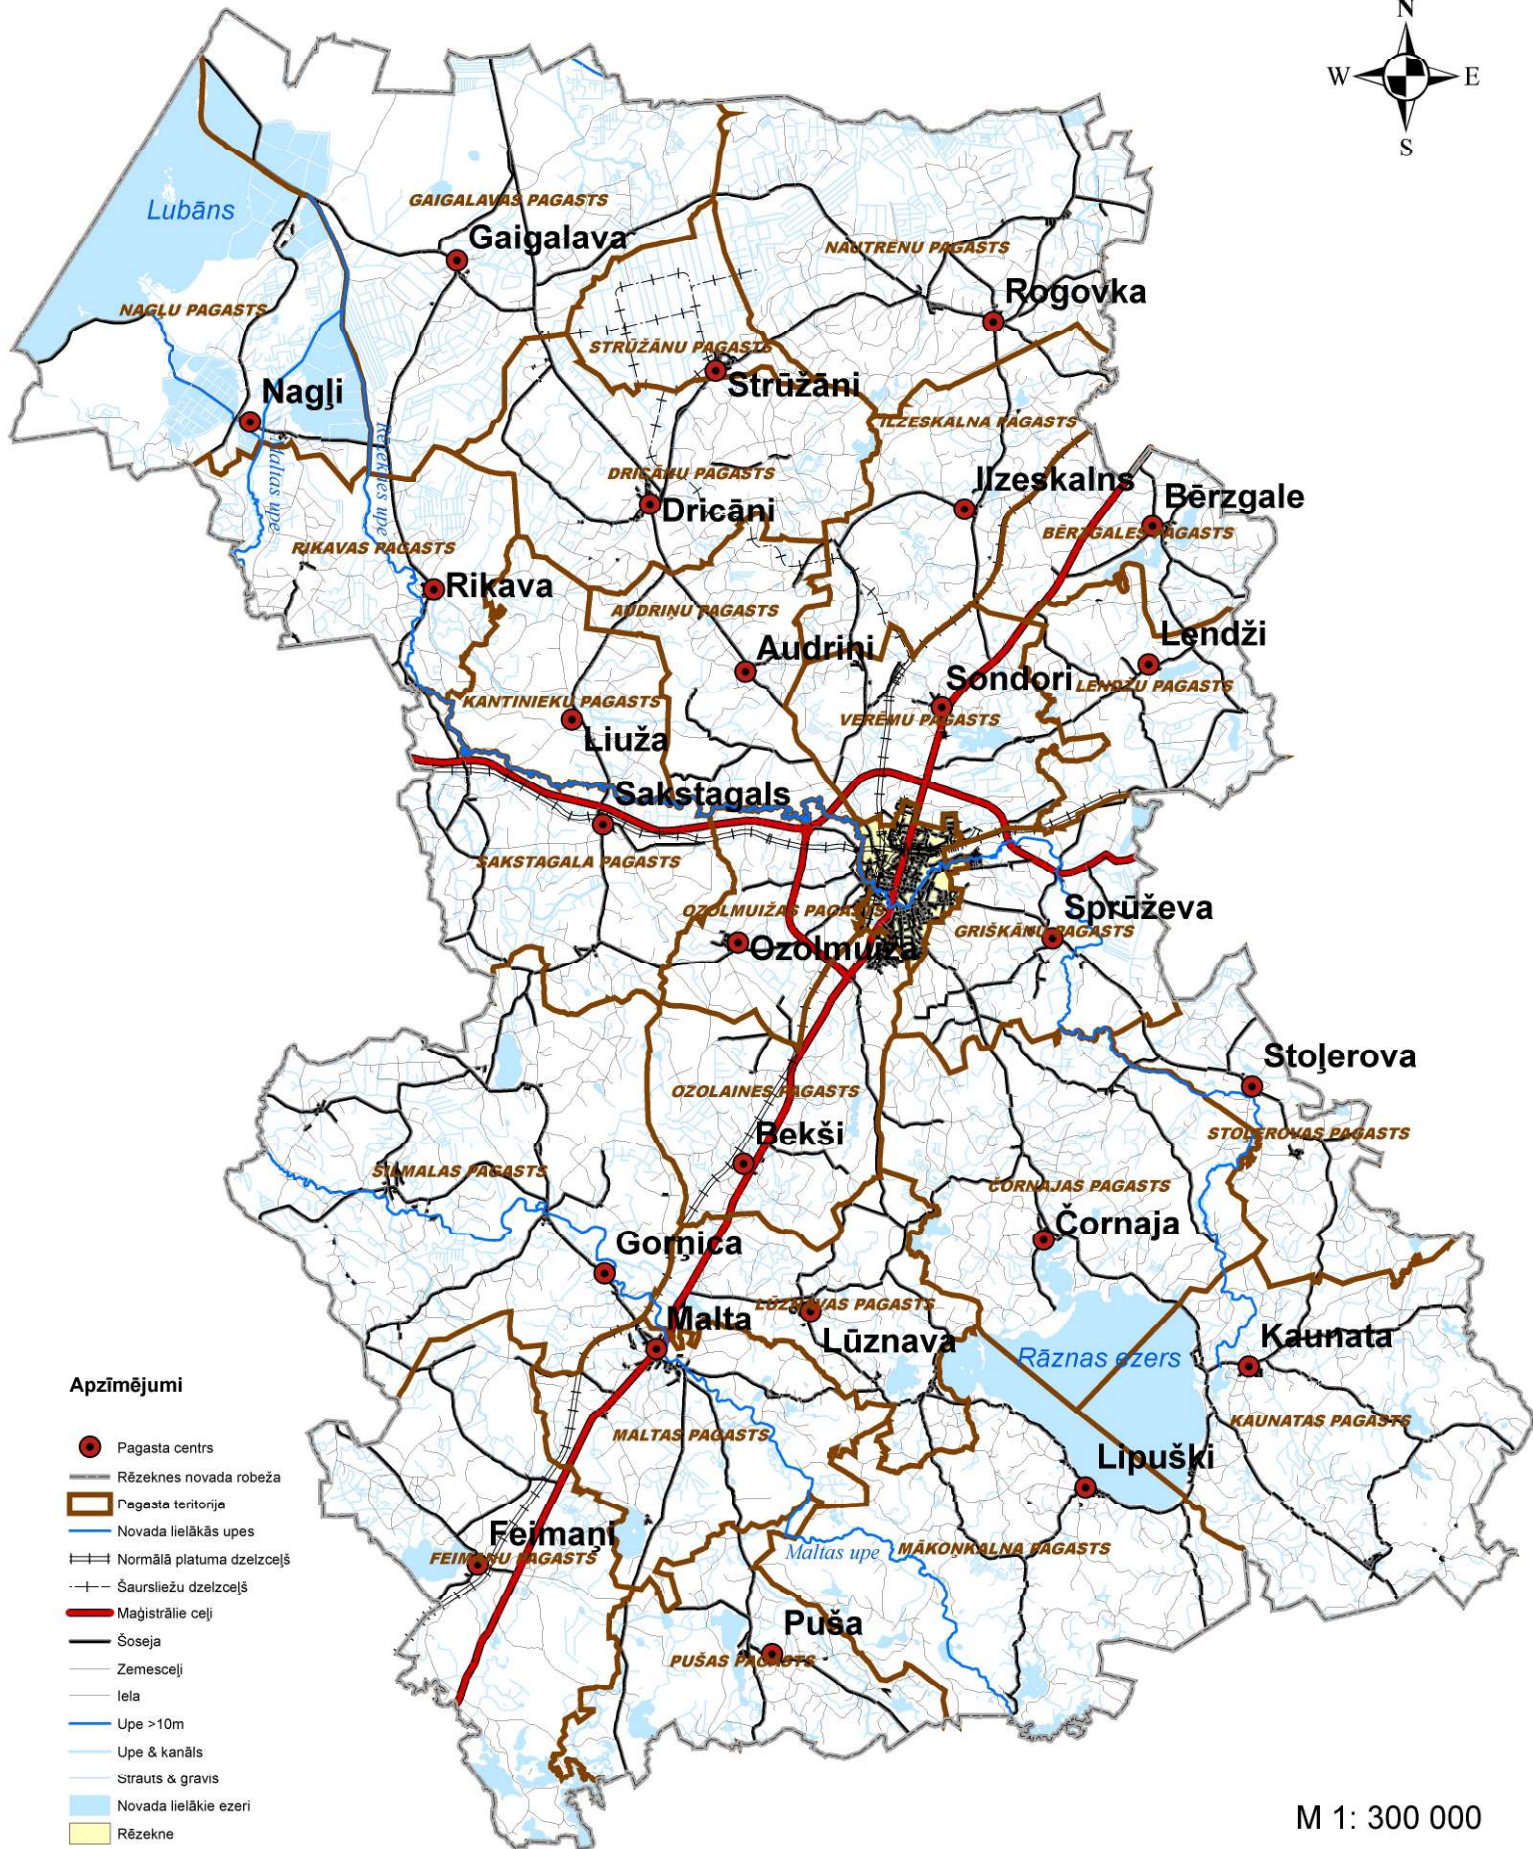 N
W E
S
Lubāns
GAIGALAVAS PAGASTS
Gaigalava
NAUTRĒNU PAGASTS
Rogovka
NAGĻU PAGASTS
STRŪŽĀNU PAGASTS
Strūžāni
Nagļi
ILZESKALNA PAGASTS
Maltas upe
Rēzeknes upe
DRICĀNU PAGASTS
Dricāni
Ilzeskalns
Bērzgale
BĒRZGALES PAGASTS
RIKAVAS PAGASTS
Rikava
AUDRIŅU PAGASTS
Audriņi
Lendži
LENDŽU PAGASTS
Sondori
KANTINIEKU PAGASTS
VERĒMU PAGASTS
Liuža
Sakstagals
SAKSTAGALA PAGASTS
OZOLMUIŽAS PAGASTS
Ozolmuiža
Sprūževa
GRIŠKĀNU PAGASTS
Stoļerova
STOĻEROVAS PAGASTS
OZOLAINES PAGASTS
Bekši
SILMALAS PAGASTS
ČORNAJAS PAGASTS
Čornaja
Gorņica
LŪZNAVAS PAGASTS
Malta
Lūznava
Rāznas ezers
Kaunata
KAUNATAS PAGASTS
MALTAS PAGASTS
Lipuški
Feimaņi
FEIMAŅU PAGASTS
Maltas upe
MĀKOŅKALNA PAGASTS
Puša
PUŠAS PAGASTS
Apzīmējumi
Pagasta centrs
Rēzeknes novada robeža
Pagasta teritorija
Novada lielākās upes
Normālā platuma dzelzceļš
Šaursliežu dzelzceļš
Maģistrālie ceļi
Šoseja
Zemesceļi
Iela
Upe >10m
Upe & kanāls
Strauts & grāvis
Novada lielākie ezeri
Rēzekne
M 1: 300 000